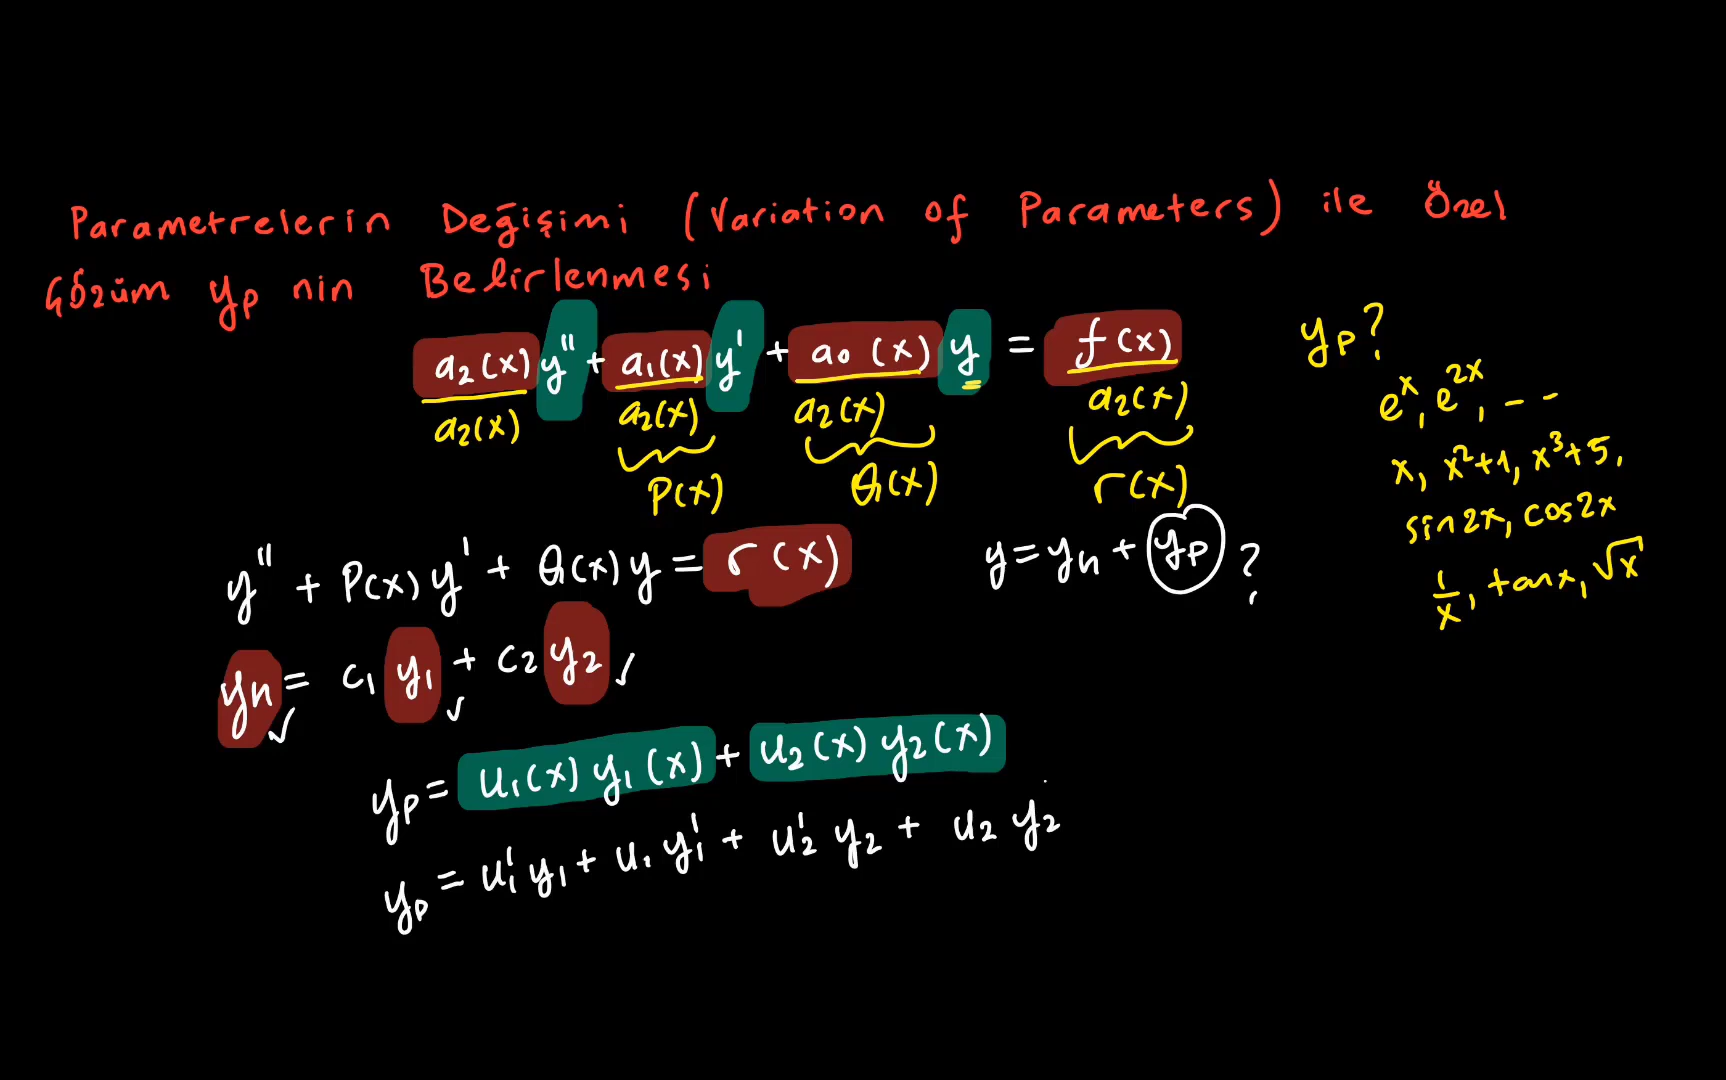 Parametrelerin Değişimi (Variation of Parameters) ile Özel
Çözüm yp nin Belirlenmesi
a2(x) y'' + a1(x) y' + a0(x) y = f(x)
a2(x) a2(x) a2(x) a2(x)
P(x) Q(x) r(x)
yp?
e^x, e^2x, - -
x, x^2+1, x^3+5,
sin2x, cos2x
1/x, tanx, √x
y'' + P(x) y' + Q(x) y = r(x)
y = yh + yp ?
yh = c1 y1 + c2 y2
yp = u1(x) y1(x) + u2(x) y2(x)
yp = u1' y1 + u1 y1' + u2' y2 + u2 y2